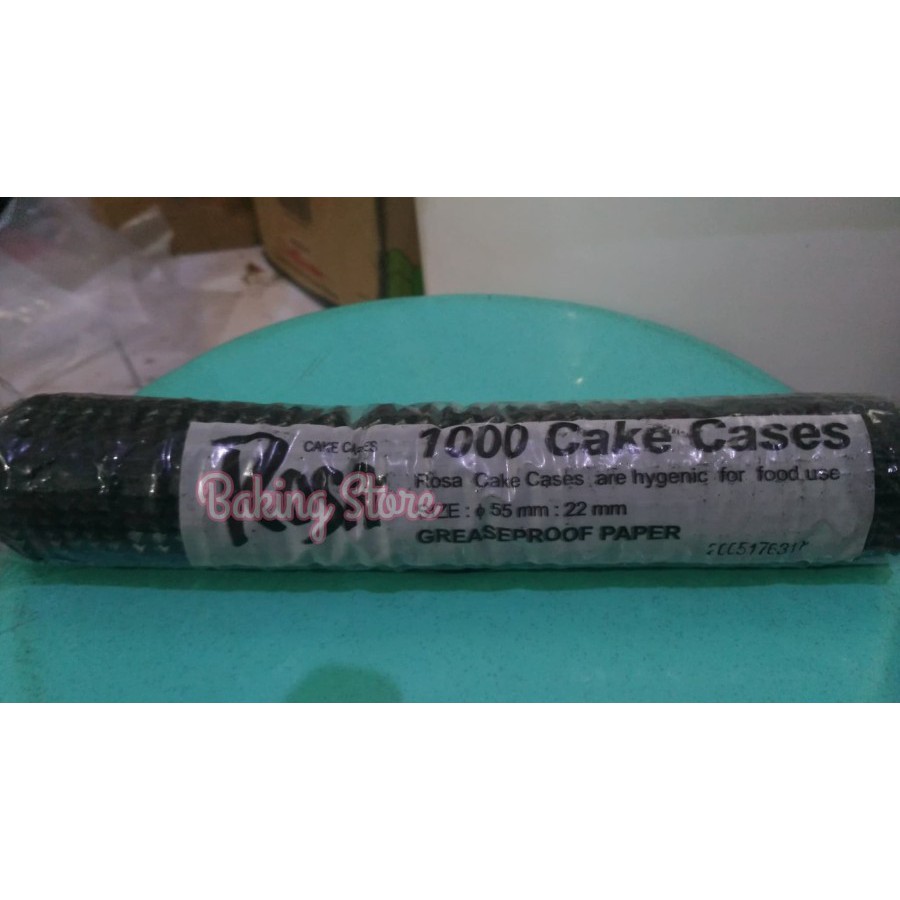 CAKE CASES
Rosa
Baking Store
1000 Cake Cases
Rosa Cake Cases are hygenic for food use
SIZE : ϕ 55 mm : 22 mm
GREASEPROOF PAPER